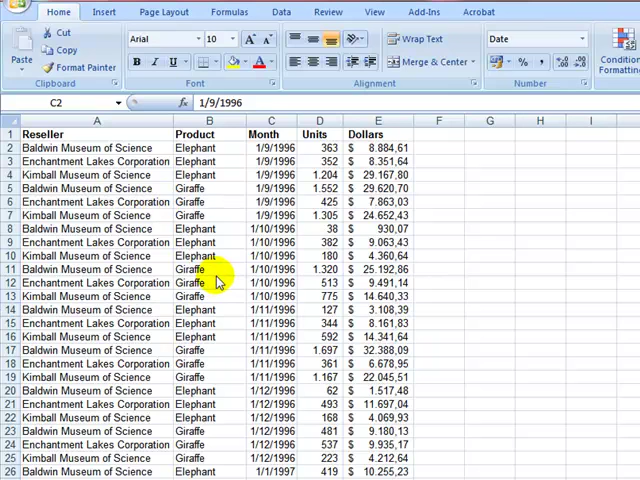 Home Insert Page Layout Formulas Data Review View Add-Ins Acrobat
Cut Arial 10 Wrap Text Date
Paste Copy Condition
Format Painter B I U Merge & Center % Formatting
Clipboard Font Alignment Number
C2 fx 1/9/1996
A B C D E F G H I
1 Reseller Product Month Units Dollars
2 Baldwin Museum of Science Elephant 1/9/1996 363 $ 8.884,61
3 Enchantment Lakes Corporation Elephant 1/9/1996 352 $ 8.351,64
4 Kimball Museum of Science Elephant 1/9/1996 1.204 $ 29.167,80
5 Baldwin Museum of Science Giraffe 1/9/1996 1.552 $ 29.620,70
6 Enchantment Lakes Corporation Giraffe 1/9/1996 425 $ 7.863,03
7 Kimball Museum of Science Giraffe 1/9/1996 1.305 $ 24.652,43
8 Baldwin Museum of Science Elephant 1/10/1996 38 $ 930,07
9 Enchantment Lakes Corporation Elephant 1/10/1996 382 $ 9.063,43
10 Kimball Museum of Science Elephant 1/10/1996 180 $ 4.360,64
11 Baldwin Museum of Science Giraffe 1/10/1996 1.320 $ 25.192,86
12 Enchantment Lakes Corporation Giraffe 1/10/1996 513 $ 9.491,14
13 Kimball Museum of Science Giraffe 1/10/1996 775 $ 14.640,33
14 Baldwin Museum of Science Elephant 1/11/1996 127 $ 3.108,39
15 Enchantment Lakes Corporation Elephant 1/11/1996 344 $ 8.161,83
16 Kimball Museum of Science Elephant 1/11/1996 592 $ 14.341,64
17 Baldwin Museum of Science Giraffe 1/11/1996 1.697 $ 32.388,09
18 Enchantment Lakes Corporation Giraffe 1/11/1996 361 $ 6.678,95
19 Kimball Museum of Science Giraffe 1/11/1996 1.167 $ 22.045,51
20 Baldwin Museum of Science Elephant 1/12/1996 62 $ 1.517,48
21 Enchantment Lakes Corporation Elephant 1/12/1996 493 $ 11.697,04
22 Kimball Museum of Science Elephant 1/12/1996 168 $ 4.069,93
23 Baldwin Museum of Science Giraffe 1/12/1996 481 $ 9.180,13
24 Enchantment Lakes Corporation Giraffe 1/12/1996 537 $ 9.935,17
25 Kimball Museum of Science Giraffe 1/12/1996 223 $ 4.212,64
26 Baldwin Museum of Science Elephant 1/1/1997 419 $ 10.255,23